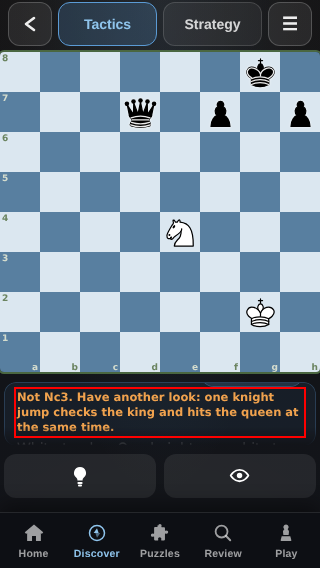 Tactics
Strategy
8
7
6
5
4
3
2
1
a b c d e f g h
Not Nc3. Have another look: one knight
jump checks the king and hits the queen at
the same time.
Home
Discover
Puzzles
Review
Play